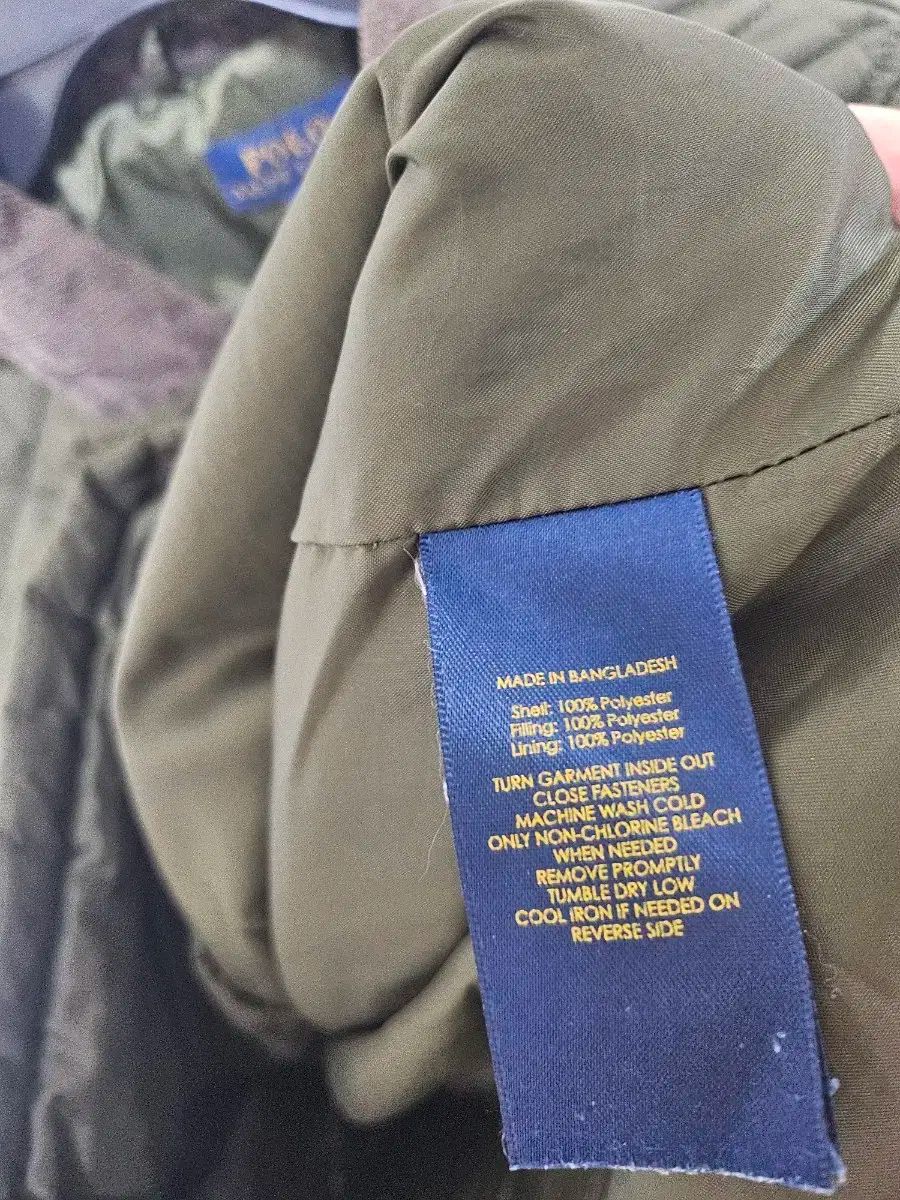 POLO
MADE IN BANGLADESH
Shell: 100% Polyester
Filling: 100% Polyester
Lining: 100% Polyester
TURN GARMENT INSIDE OUT
CLOSE FASTENERS
MACHINE WASH COLD
ONLY NON-CHLORINE BLEACH
WHEN NEEDED
REMOVE PROMPTLY
TUMBLE DRY LOW
COOL IRON IF NEEDED ON
REVERSE SIDE